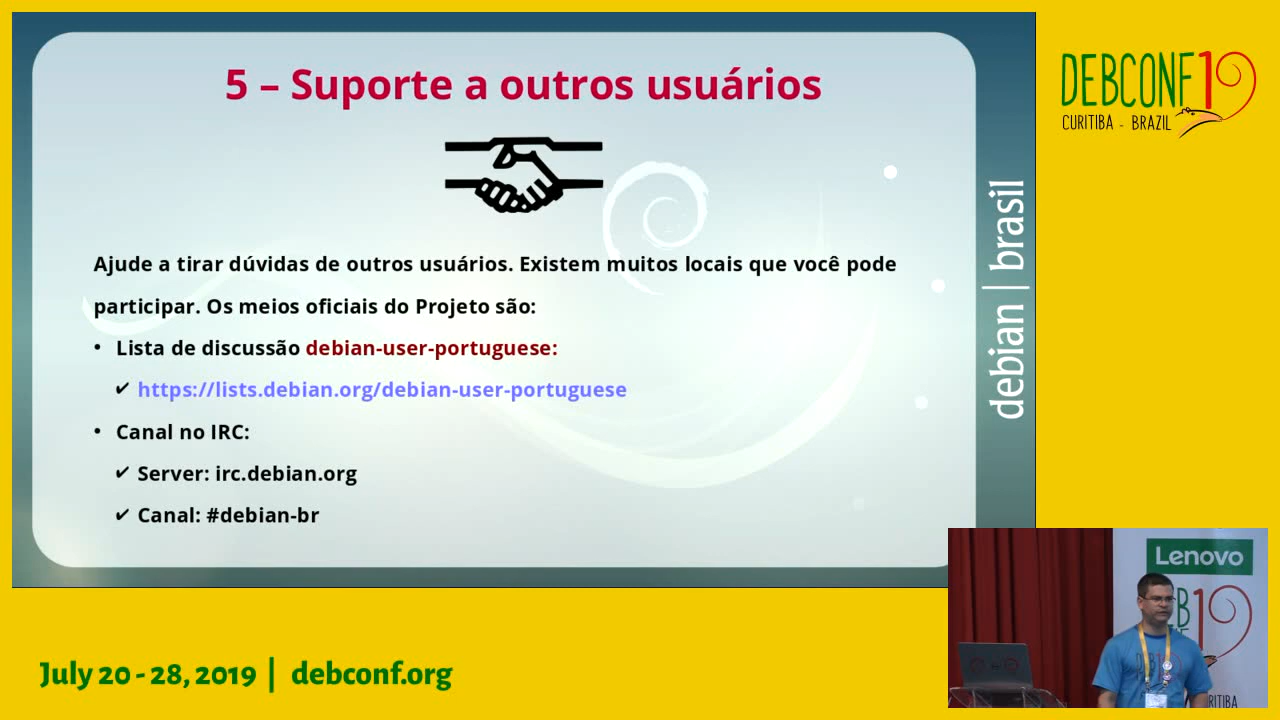 5 – Suporte a outros usuários
Ajude a tirar dúvidas de outros usuários. Existem muitos locais que você pode
participar. Os meios oficiais do Projeto são:
• Lista de discussão debian-user-portuguese:
✔ https://lists.debian.org/debian-user-portuguese
• Canal no IRC:
✔ Server: irc.debian.org
✔ Canal: #debian-br
debian | brasil
DEBCONF19
CURITIBA - BRAZIL
Lenovo
July 20 - 28, 2019 | debconf.org